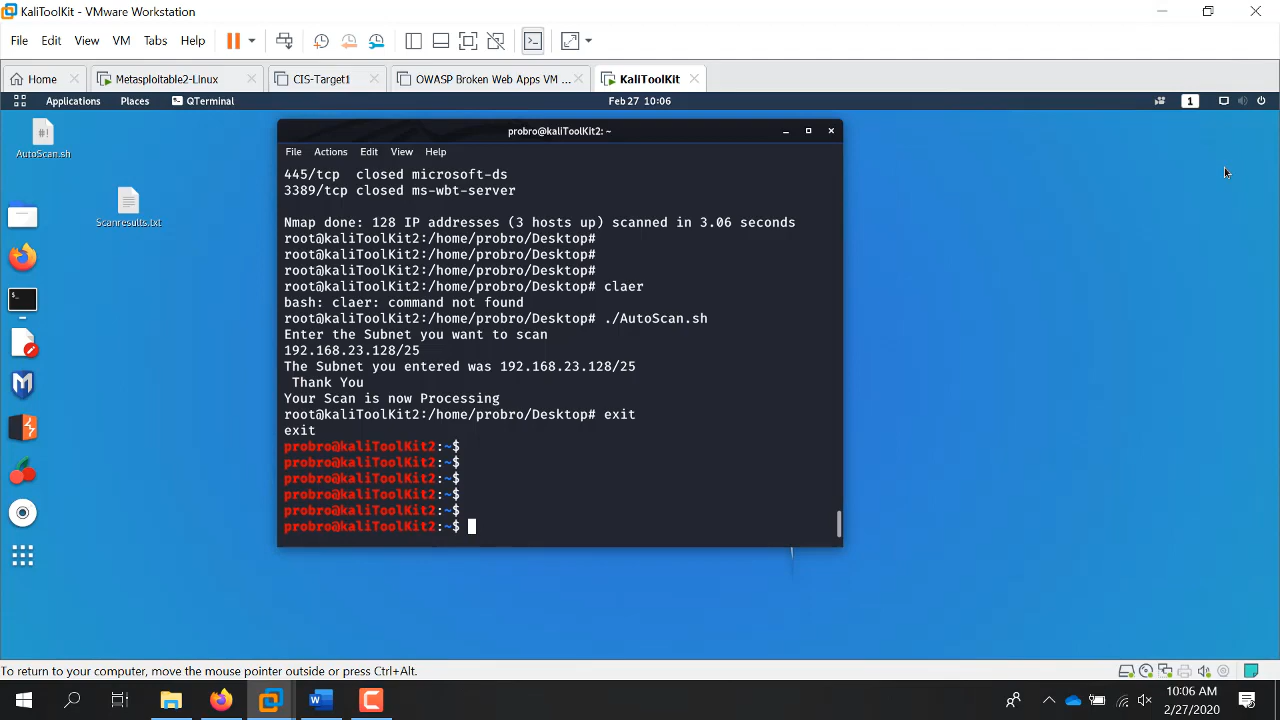 KaliToolKit - VMware Workstation
File Edit View VM Tabs Help
Home Metasploitable2-Linux CIS-Target1 OWASP Broken Web Apps VM ... KaliToolKit
Applications Places QTerminal Feb 27 10:06 1
#!
AutoScan.sh
Scanresults.txt
probro@kaliToolKit2: ~
File Actions Edit View Help
445/tcp  closed microsoft-ds
3389/tcp closed ms-wbt-server
Nmap done: 128 IP addresses (3 hosts up) scanned in 3.06 seconds
root@kaliToolKit2:/home/probro/Desktop#
root@kaliToolKit2:/home/probro/Desktop#
root@kaliToolKit2:/home/probro/Desktop#
root@kaliToolKit2:/home/probro/Desktop# claer
bash: claer: command not found
root@kaliToolKit2:/home/probro/Desktop# ./AutoScan.sh
Enter the Subnet you want to scan
192.168.23.128/25
The Subnet you entered was 192.168.23.128/25
Thank You
Your Scan is now Processing
root@kaliToolKit2:/home/probro/Desktop# exit
exit
probro@kaliToolKit2:~$
probro@kaliToolKit2:~$
probro@kaliToolKit2:~$
probro@kaliToolKit2:~$
probro@kaliToolKit2:~$
probro@kaliToolKit2:~$
To return to your computer, move the mouse pointer outside or press Ctrl+Alt.
10:06 AM
2/27/2020